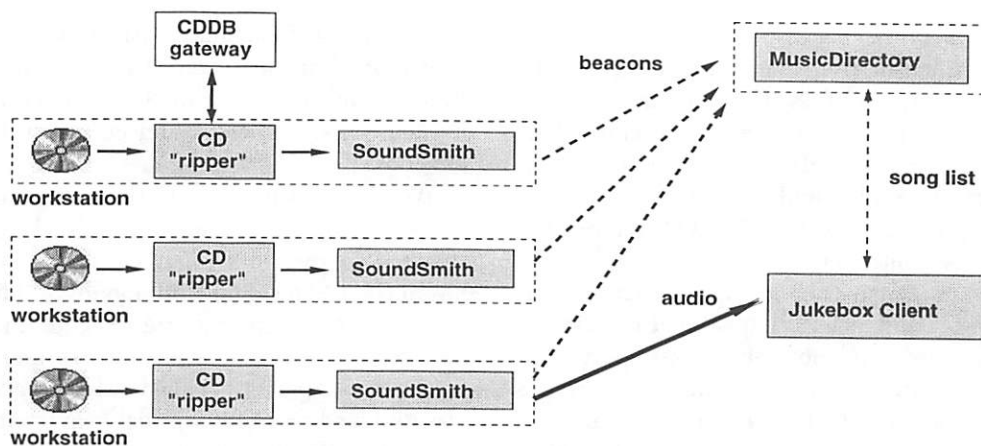 CDDB
gateway
beacons
MusicDirectory
CD
"ripper"
SoundSmith
workstation
song list
CD
"ripper"
SoundSmith
workstation
audio
Jukebox Client
CD
"ripper"
SoundSmith
workstation